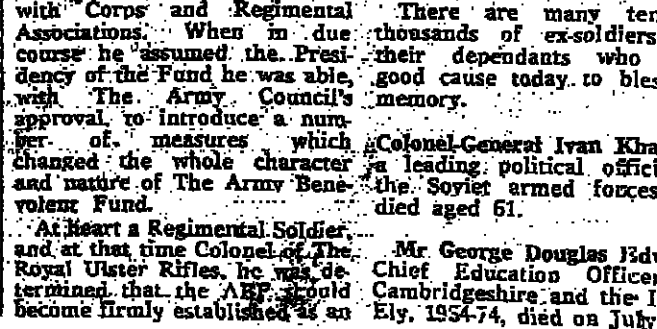 with Corps and Regimental
Associations. When in due
course he assumed the Presi-
dency of the Fund he was able,
with The Army Council's
approval, to introduce a num-
ber of measures which
changed the whole character
and nature of The Army Bene-
volent Fund.
At heart a Regimental Soldier,
and at that time Colonel of The
Royal Ulster Rifles, he was de-
termined that the ABF should
become firmly established as an
There are many ten
thousands of ex-soldiers
their dependants who
good cause today to bles
memory.
Colonel-General Ivan Kha
a leading political offic
the Soviet armed forces
died aged 61.
Mr George Douglas Edw
Chief Education Officer
Cambridgeshire and the I
Ely, 1954-74, died on July